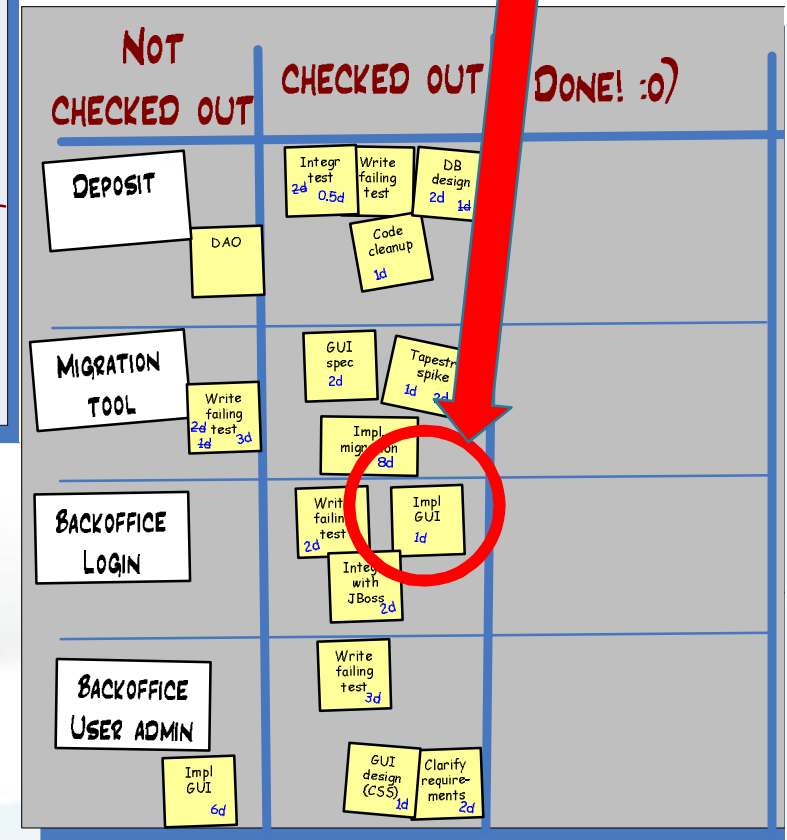 NOT
CHECKED OUT
CHECKED OUT
DONE! :o)
DEPOSIT
DAO
Integr
test
2d 0.5d
Write
failing
test
DB
design
2d 1d
Code
cleanup
1d
MIGRATION
TOOL
Write
failing
2d test
1d 3d
GUI
spec
2d
Tapestr
spike
1d 2d
Impl
8d
BACKOFFICE
LOGIN
Writ
failin
test
2d
Impl
GUI
1d
Integ
with
JBoss
2d
BACKOFFICE
USER ADMIN
Impl
GUI
6d
Write
failing
test
3d
GUI
design
(CSS)
1d
Clarify
require-
ments
2d